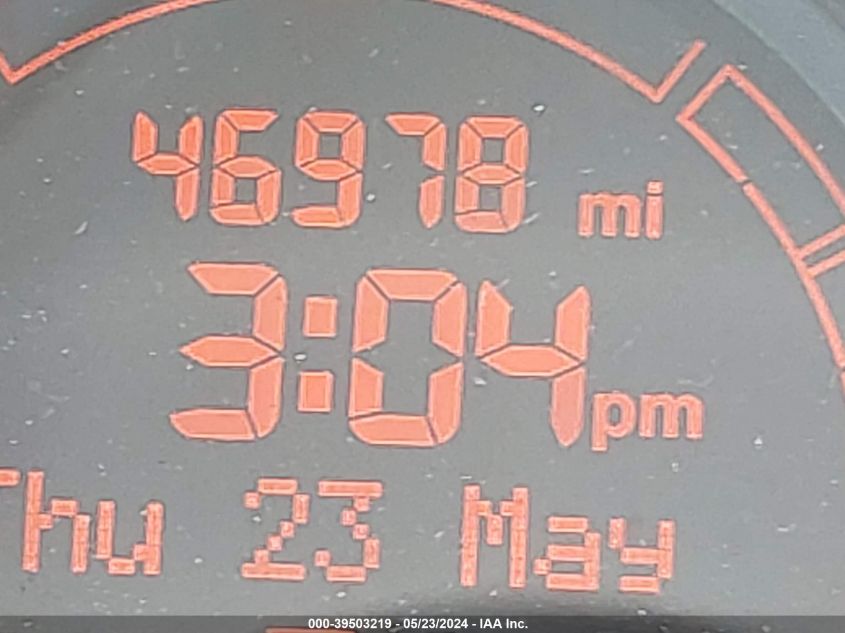 46978 mi
3:04 pm
Thu 23 May
000-39503219 - 05/23/2024 - IAA Inc.